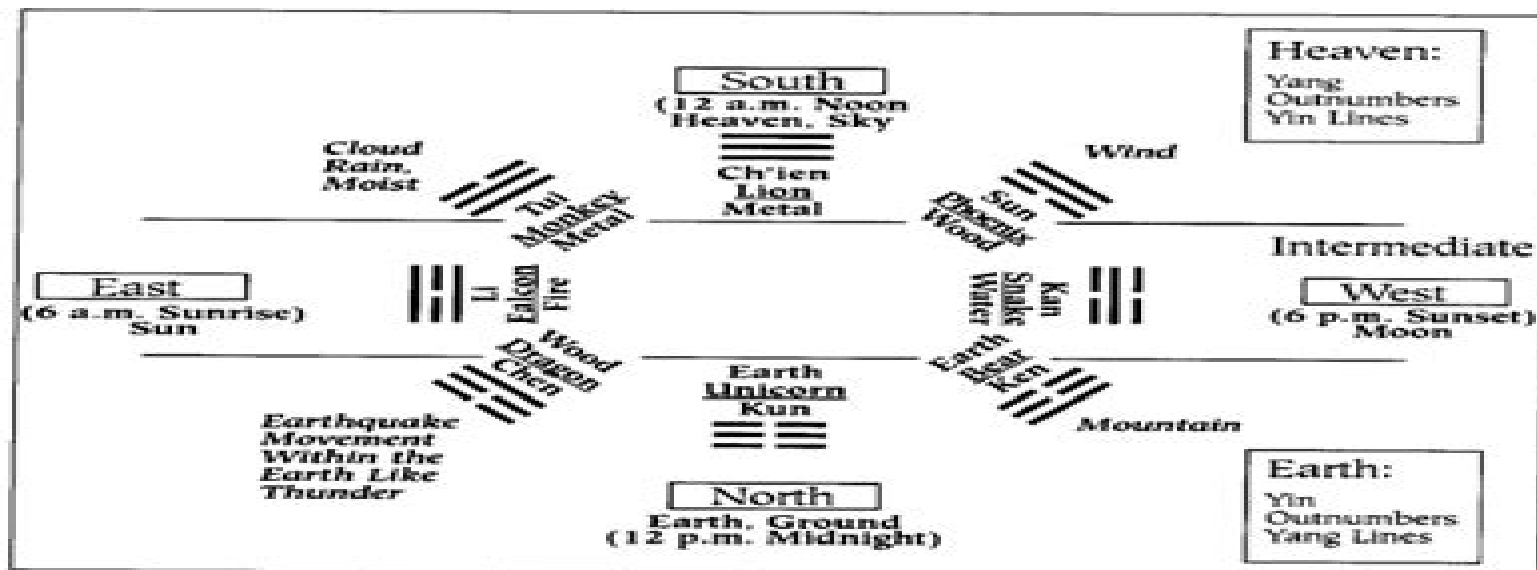 South
(12 a.m. Noon
Heaven, Sky
Ch'ien
Lion
Metal
Heaven:
Yang
Outnumbers
Yin Lines
Cloud
Rain,
Moist
Tui
Monkey
Metal
Wind
Sun
Phoenix
Wood
Intermediate
East
(6 a.m. Sunrise)
Sun
Li
Falcon
Fire
Kan
Snake
Water
West
(6 p.m. Sunset)
Moon
Wood
Dragon
Chen
Earthquake
Movement
Within the
Earth Like
Thunder
Earth
Unicorn
Kun
North
Earth, Ground
(12 p.m. Midnight)
Earth
Bear
Ken
Mountain
Earth:
Yin
Outnumbers
Yang Lines